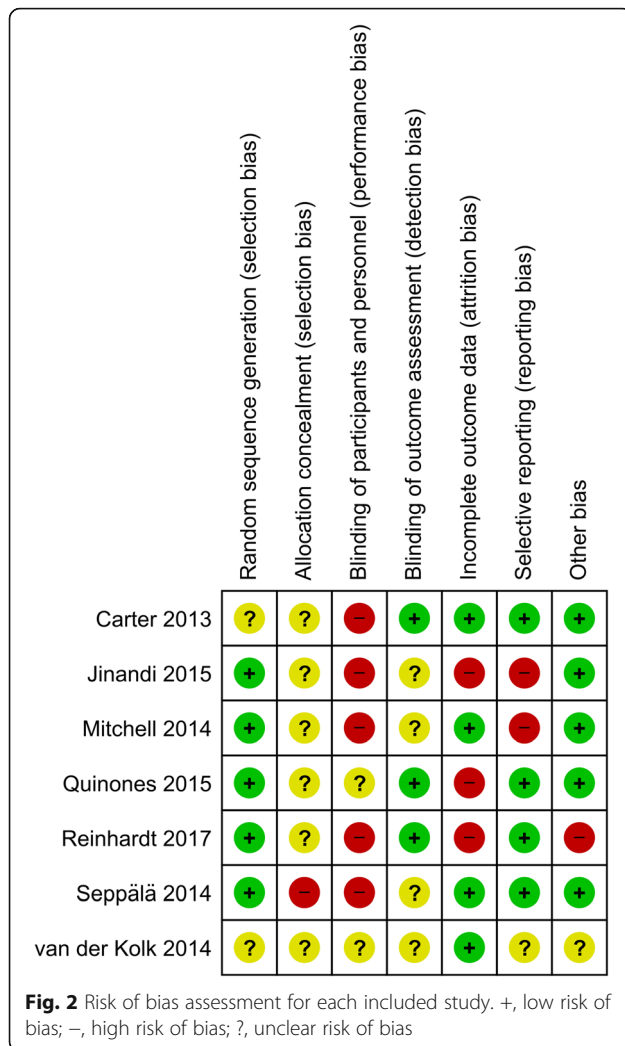 Random sequence generation (selection bias)
Allocation concealment (selection bias)
Blinding of participants and personnel (performance bias)
Blinding of outcome assessment (detection bias)
Incomplete outcome data (attrition bias)
Selective reporting (reporting bias)
Other bias
Carter 2013 ? ? − + + + +
Jinandi 2015 + ? − ? − − +
Mitchell 2014 + ? − ? + − +
Quinones 2015 + ? ? + − + +
Reinhardt 2017 + ? − + − + −
Seppälä 2014 + − − ? + + +
van der Kolk 2014 ? ? ? ? + ? ?
Fig. 2 Risk of bias assessment for each included study. +, low risk of
bias; −, high risk of bias; ?, unclear risk of bias